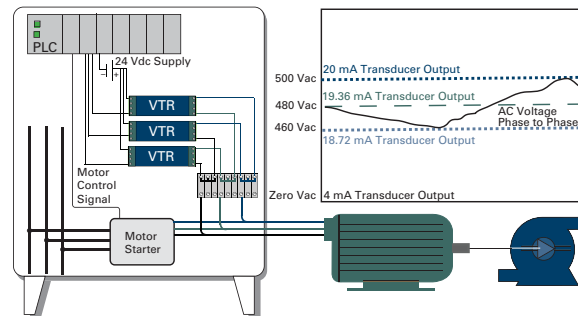 PLC
24 Vdc Supply
–
+
VTR
VTR
VTR
Motor
Control
Signal
Motor
Starter
500 Vac
480 Vac
460 Vac
Zero Vac
20 mA Transducer Output
19.36 mA Transducer Output
AC Voltage
Phase to Phase
18.72 mA Transducer Output
4 mA Transducer Output